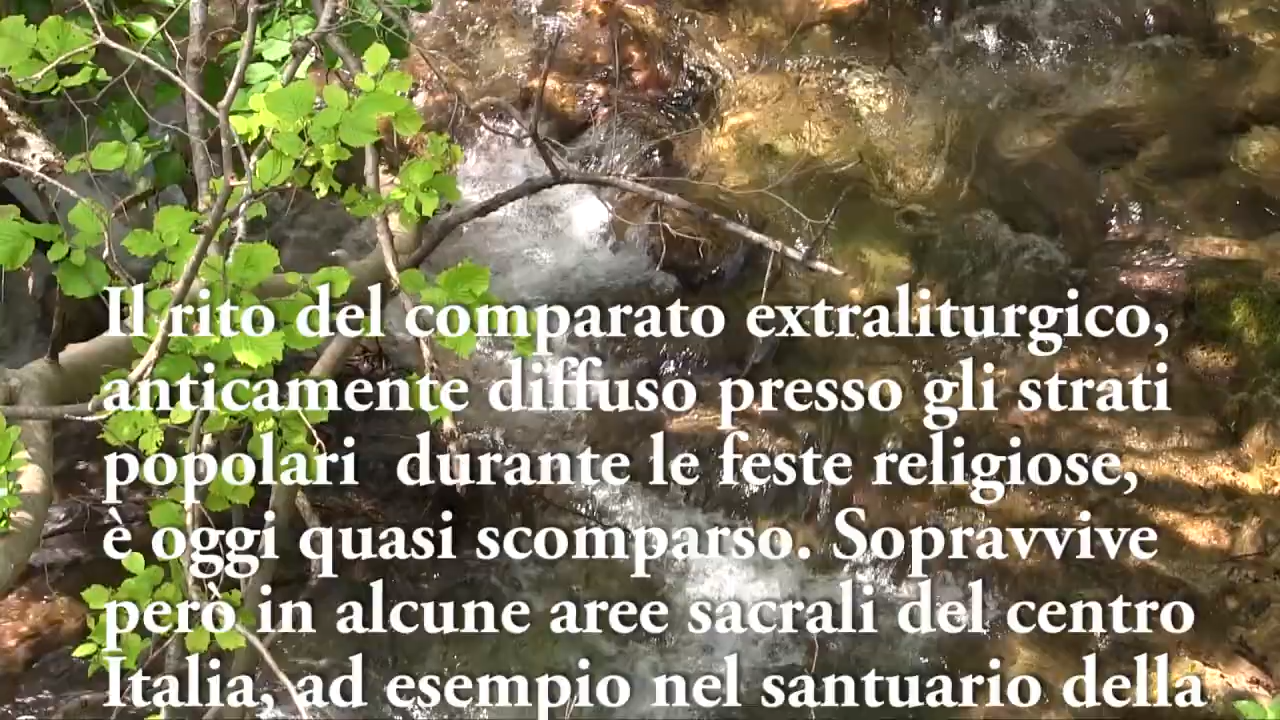 Il rito del comparato extraliturgico,
anticamente diffuso presso gli strati
popolari  durante le feste religiose,
è oggi quasi scomparso. Sopravvive
però in alcune aree sacrali del centro
Italia, ad esempio nel santuario della